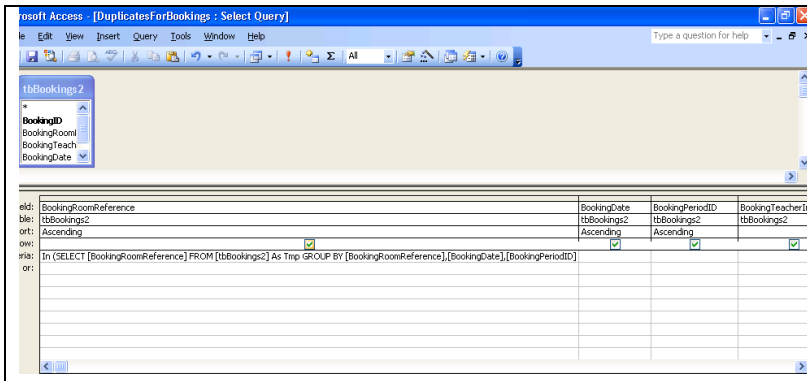 rosoft Access - [DuplicatesForBookings : Select Query]
le Edit View Insert Query Tools Window Help Type a question for help
All
tbBookings2
*
BookingID
BookingRoomI
BookingTeach
BookingDate
eld: BookingRoomReference BookingDate BookingPeriodID BookingTeacherIn
ble: tbBookings2 tbBookings2 tbBookings2 tbBookings2
ort: Ascending Ascending Ascending
ow:
eria: In (SELECT [BookingRoomReference] FROM [tbBookings2] As Tmp GROUP BY [BookingRoomReference],[BookingDate],[BookingPeriodID]
or: